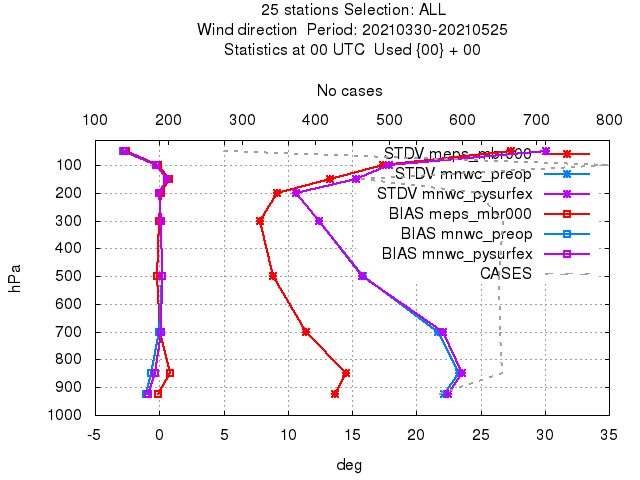 25 stations Selection: ALL
Wind direction  Period: 20210330-20210525
Statistics at 00 UTC  Used {00} + 00
No cases
100 200 300 400 500 600 700 800
STDV meps_mbr000
100
STDV mnwc_preop
200
STDV mnwc_pysurfex
BIAS meps_mbr000
300
BIAS mnwc_preop
400
BIAS mnwc_pysurfex
500
CASES
hPa
600
700
800
900
1000
-5 0 5 10 15 20 25 30 35
deg